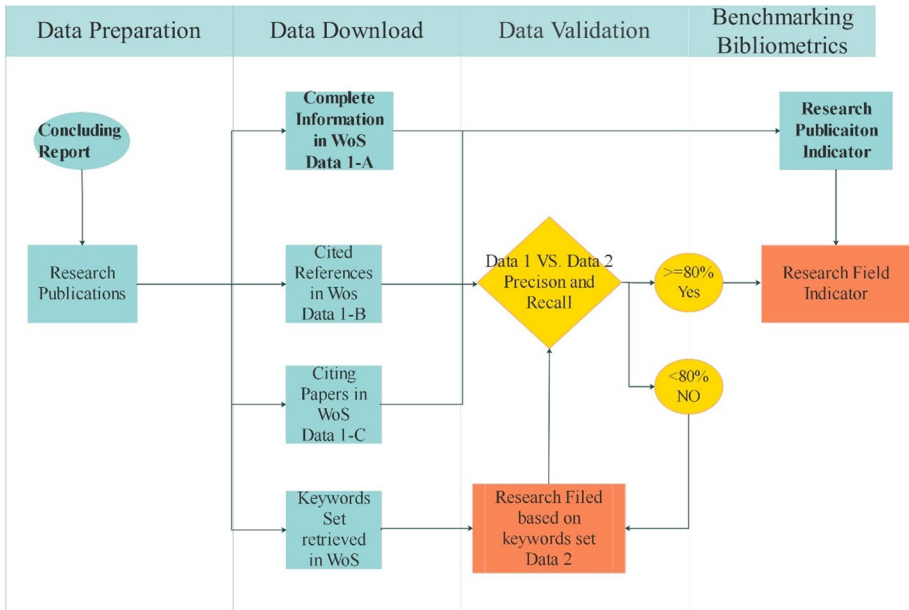 Data Preparation
Data Download
Data Validation
Benchmarking
Bibliometrics
Concluding
Report
Research
Publications
Complete
Information
in WoS
Data 1-A
Cited
References
in Wos
Data 1-B
Citing
Papers in
WoS
Data 1-C
Keywords
Set
retrieved
in WoS
Data 1 VS. Data 2
Precison and
Recall
Research Filed
based on
keywords set
Data 2
>=80%
Yes
<80%
NO
Research
Publicaiton
Indicator
Research Field
Indicator